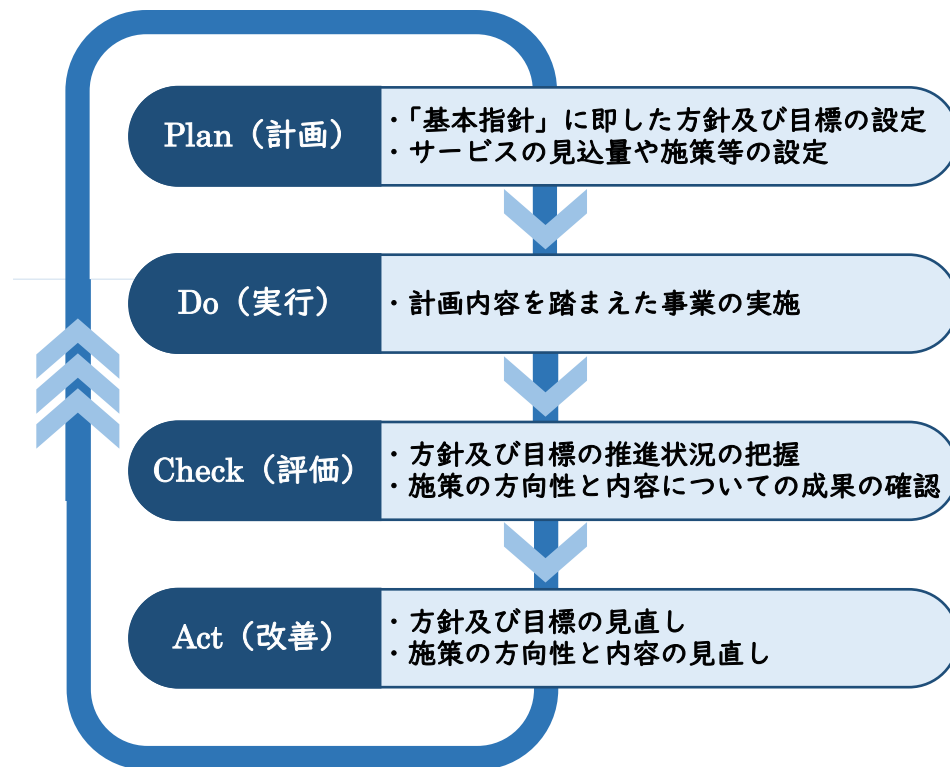 Plan（計画）
・「基本指針」に即した方針及び目標の設定
・サービスの見込量や施策等の設定
Do（実行）
・計画内容を踏まえた事業の実施
Check（評価）
・方針及び目標の推進状況の把握
・施策の方向性と内容についての成果の確認
Act（改善）
・方針及び目標の見直し
・施策の方向性と内容の見直し